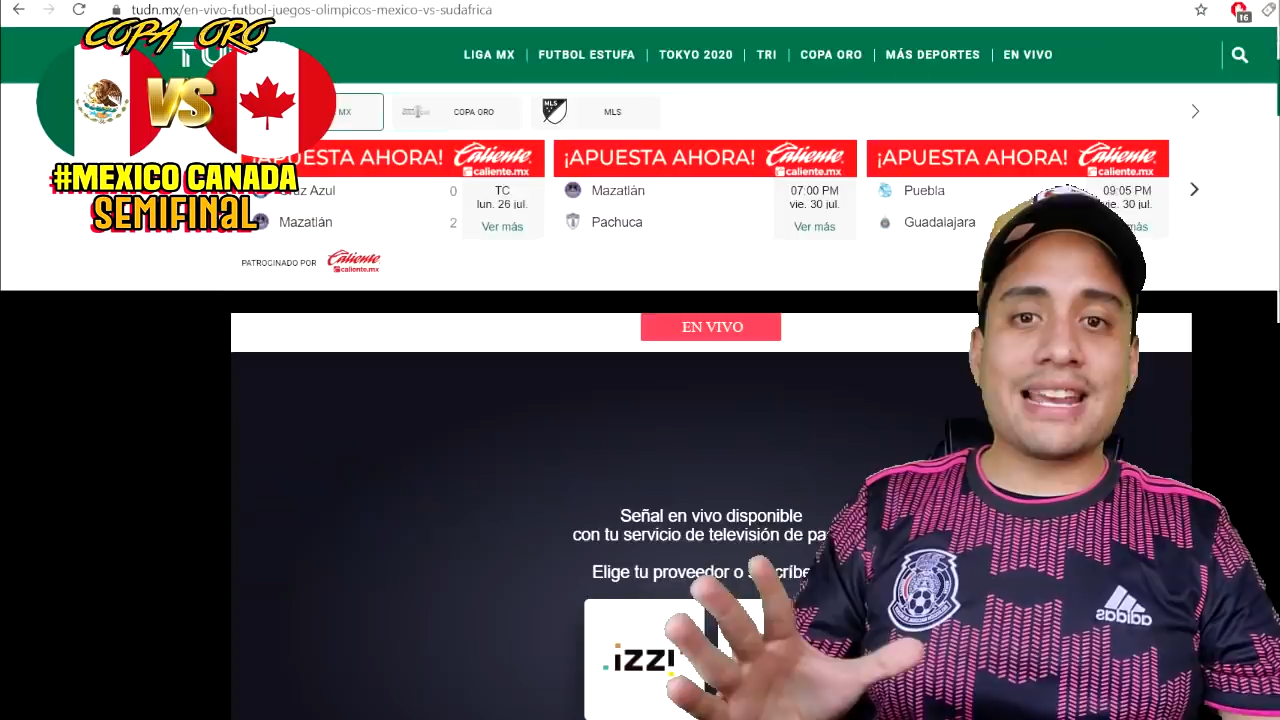 tudn.mx/en-vivo-futbol-juegos-olimpicos-mexico-vs-sudafrica
16
COPA ORO
VS
#MEXICO CANADA
SEMIFINAL
TU
LIGA MX
FUTBOL ESTUFA
TOKYO 2020
TRI
COPA ORO
MÁS DEPORTES
EN VIVO
MX
COPA ORO
MLS
MLS
¡APUESTA AHORA! Caliente
caliente.mx
¡APUESTA AHORA! Caliente
caliente.mx
¡APUESTA AHORA! Caliente
caliente.mx
Cruz Azul 0
Mazatlán 2
TC
lun. 26 jul.
Ver más
Mazatlán
Pachuca
07:00 PM
vie. 30 jul.
Ver más
Puebla
Guadalajara
09:05 PM
vie. 30 jul.
más
PATROCINADO POR Caliente
caliente.mx
EN VIVO
Señal en vivo disponible
con tu servicio de televisión de pa
Elige tu proveedor o
izzi
adidas